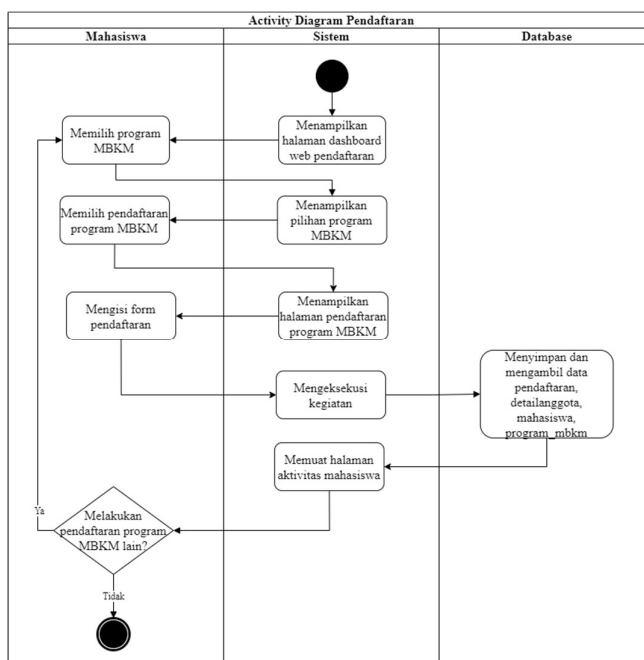 Activity Diagram Pendaftaran
Mahasiswa
Sistem
Database
Menampilkan
halaman dashboard
web pendaftaran
Memilih program
MBKM
Menampilkan
pilihan program
MBKM
Memilih pendaftaran
program MBKM
Menampilkan
halaman pendaftaran
program MBKM
Mengisi form
pendaftaran
Mengeksekusi
kegiatan
Menyimpan dan
mengambil data
pendaftaran,
detailanggota,
mahasiswa,
program_mbkm
Memuat halaman
aktivitas mahasiswa
Melakukan
pendaftaran program
MBKM lain?
Ya
Tidak